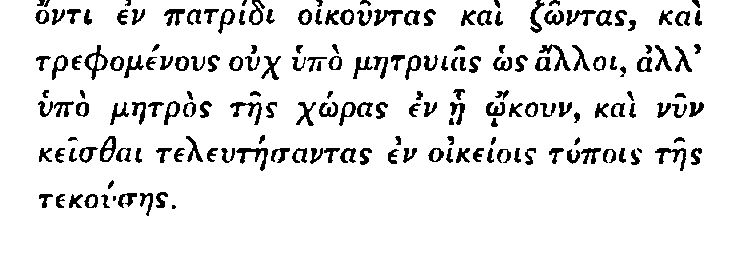 ὄντι ἐν πατρίδι οἰκοῦντας καὶ ζῶντας, καὶ
τρεφομένους οὐχ ὑπὸ μητρυιᾶς ὡς ἄλλοι, ἀλλ’
ὑπὸ μητρὸς τῆς χώρας ἐν ᾗ ᾤκουν, καὶ νῦν
κεῖσθαι τελευτήσαντας ἐν οἰκείοις τόποις τῆς
τεκούσης.